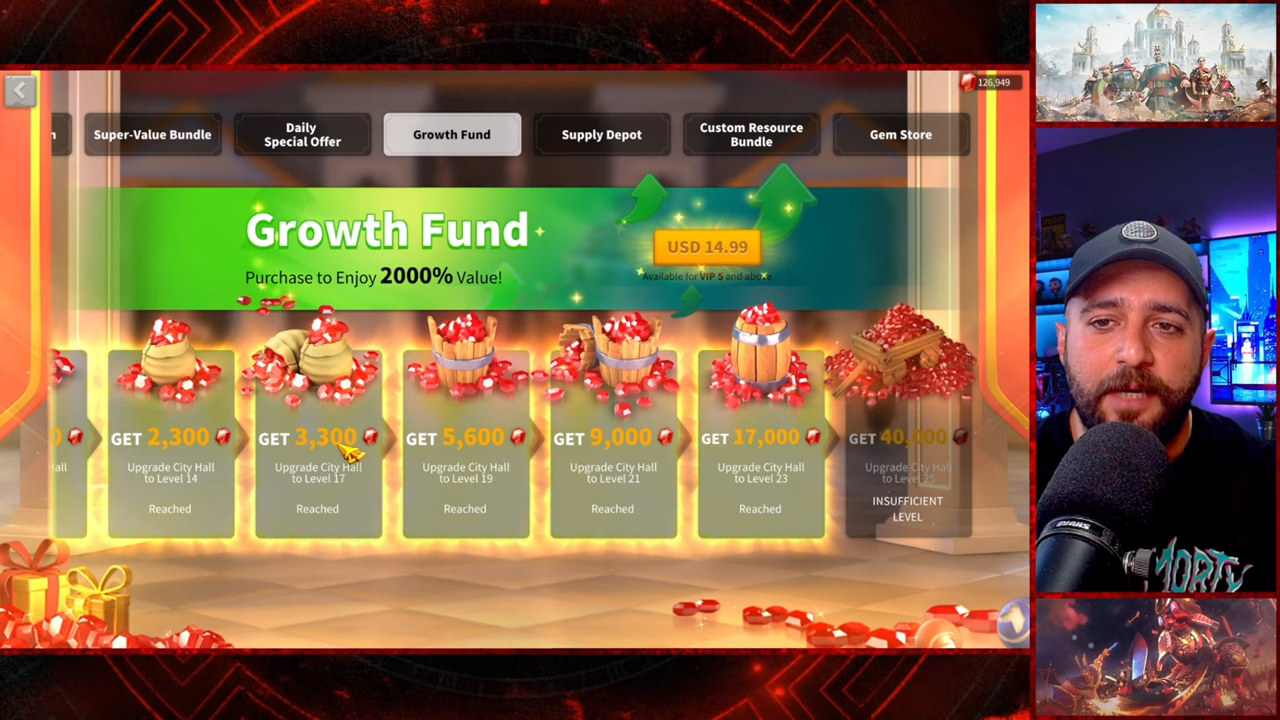 126,949
Super-Value Bundle
Daily
Special Offer
Growth Fund
Supply Depot
Custom Resource
Bundle
Gem Store
Growth Fund
Purchase to Enjoy 2000% Value!
USD 14.99
Available for VIP 5 and above
GET 2,300
Upgrade City Hall
to Level 14
Reached
GET 3,300
Upgrade City Hall
to Level 17
Reached
GET 5,600
Upgrade City Hall
to Level 19
Reached
GET 9,000
Upgrade City Hall
to Level 21
Reached
GET 17,000
Upgrade City Hall
to Level 23
Reached
GET 40,000
Upgrade City Hall
to Level 25
INSUFFICIENT
LEVEL
SHURE